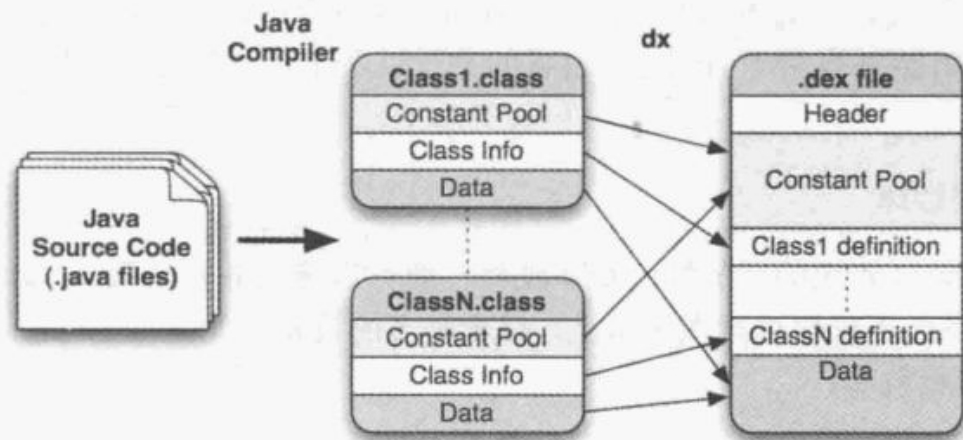 Java
Compiler
dx
Java
Source Code
(.java files)
Class1.class
Constant Pool
Class Info
Data
ClassN.class
Constant Pool
Class Info
Data
.dex file
Header
Constant Pool
Class1 definition
ClassN definition
Data